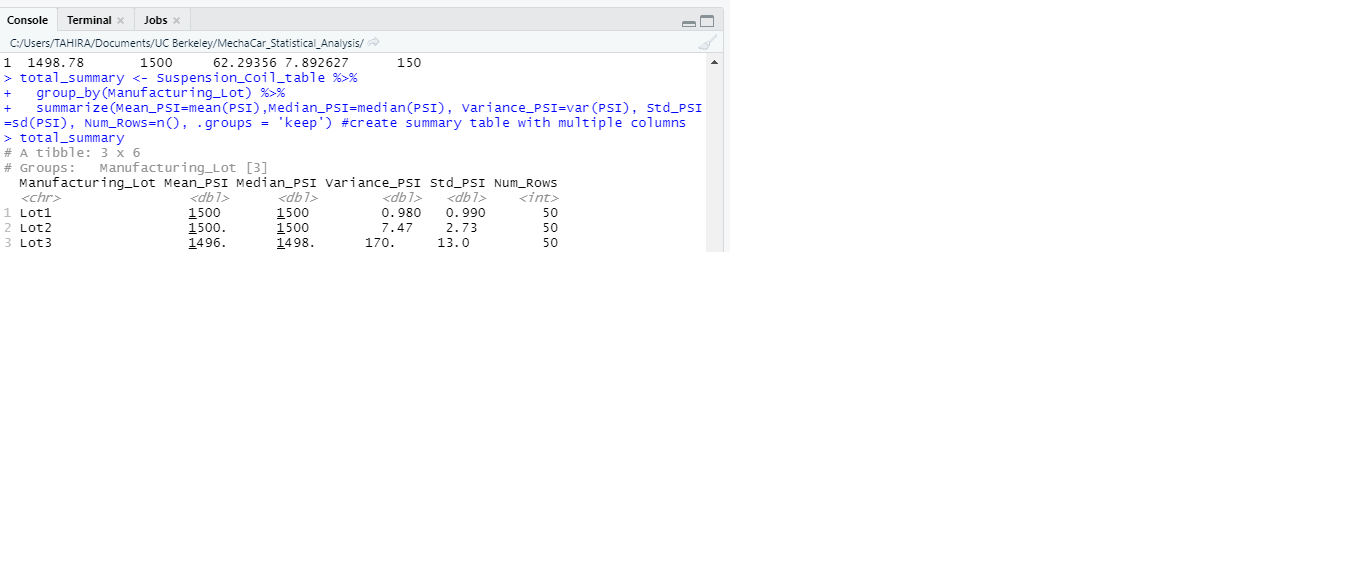 Console Terminal × Jobs ×
C:/Users/TAHIRA/Documents/UC Berkeley/MechaCar_Statistical_Analysis/
1  1498.78       1500     62.29356 7.892627      150
> total_summary <- Suspension_Coil_table %>%
+   group_by(Manufacturing_Lot) %>%
+   summarize(Mean_PSI=mean(PSI),Median_PSI=median(PSI), Variance_PSI=var(PSI), Std_PSI
=sd(PSI), Num_Rows=n(), .groups = 'keep') #create summary table with multiple columns
> total_summary
# A tibble: 3 x 6
# Groups:   Manufacturing_Lot [3]
  Manufacturing_Lot Mean_PSI Median_PSI Variance_PSI Std_PSI Num_Rows
  <chr>                <dbl>      <dbl>        <dbl>   <dbl>    <int>
1 Lot1                 1500       1500         0.980   0.990       50
2 Lot2                 1500.      1500         7.47    2.73        50
3 Lot3                 1496.      1498.      170.     13.0         50